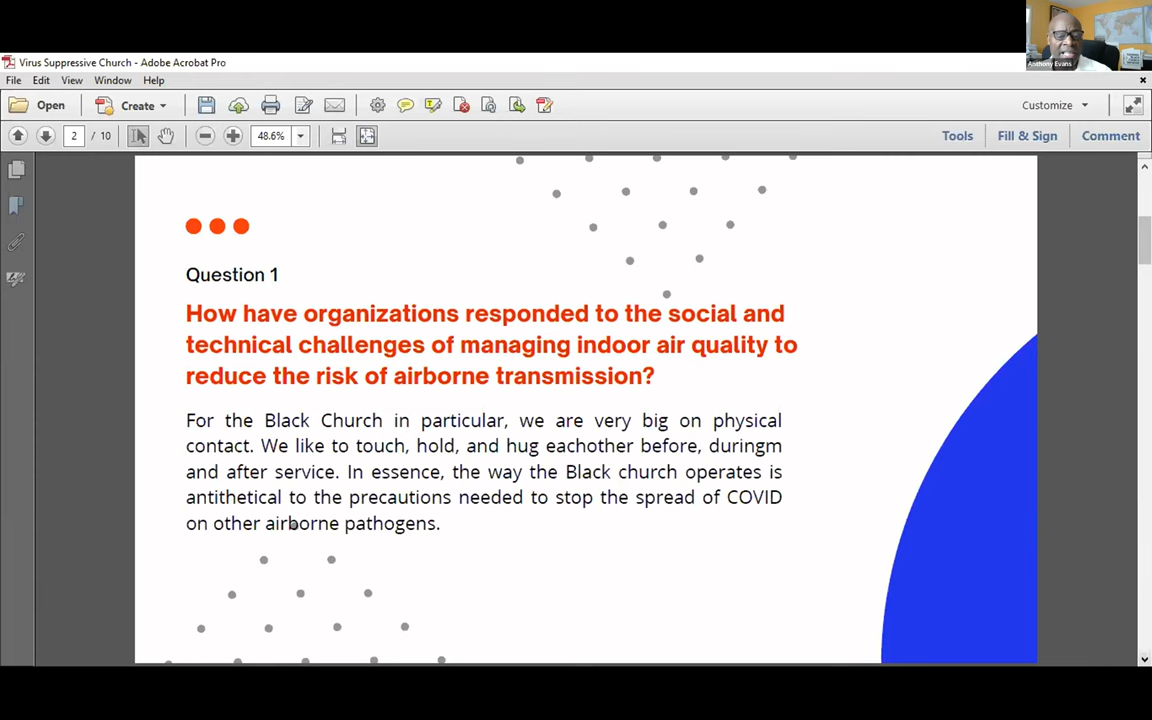 Anthony Evans
Virus Suppressive Church - Adobe Acrobat Pro
File Edit View Window Help
Open Create Customize
2 / 10 48.6% Tools Fill & Sign Comment
Question 1
How have organizations responded to the social and
technical challenges of managing indoor air quality to
reduce the risk of airborne transmission?
For the Black Church in particular, we are very big on physical
contact. We like to touch, hold, and hug eachother before, duringm
and after service. In essence, the way the Black church operates is
antithetical to the precautions needed to stop the spread of COVID
on other airborne pathogens.